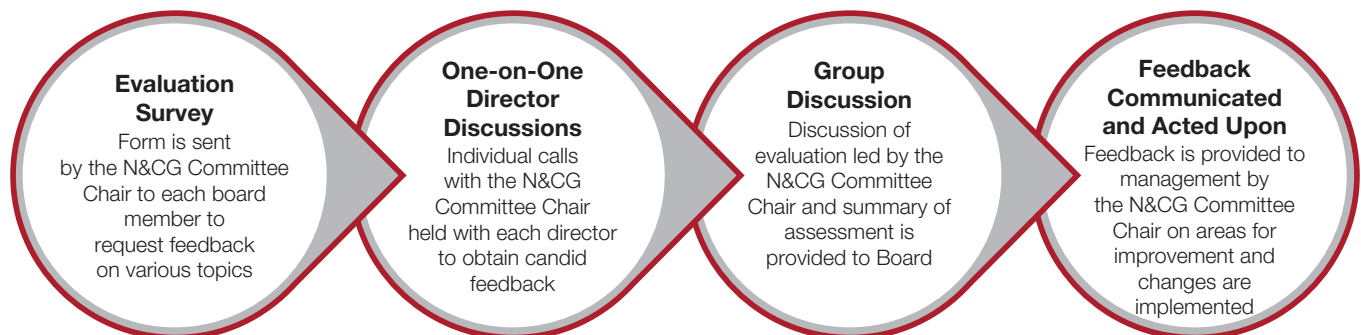 Evaluation
Survey
Form is sent
by the N&CG Committee
Chair to each board
member to
request feedback
on various topics
One-on-One
Director
Discussions
Individual calls
with the N&CG
Committee Chair
held with each director
to obtain candid
feedback
Group
Discussion
Discussion of
evaluation led by the
N&CG Committee
Chair and summary of
assessment is
provided to Board
Feedback
Communicated
and Acted Upon
Feedback is provided to
management by
the N&CG Committee
Chair on areas for
improvement and
changes are
implemented